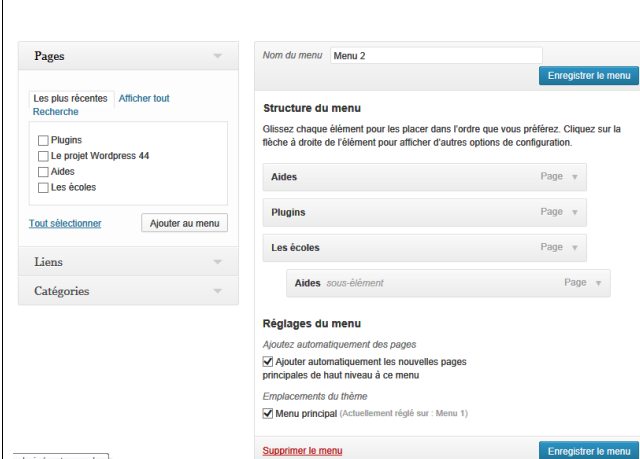 Pages
Les plus récentes Afficher tout
Recherche
Plugins
Le projet Wordpress 44
Aides
Les écoles
Tout sélectionner Ajouter au menu
Liens
Catégories
Nom du menu Menu 2
Enregistrer le menu
Structure du menu
Glissez chaque élément pour les placer dans l'ordre que vous préférez. Cliquez sur la
flèche à droite de l'élément pour afficher d'autres options de configuration.
Aides Page
Plugins Page
Les écoles Page
Aides sous-élément Page
Réglages du menu
Ajoutez automatiquement des pages
Ajouter automatiquement les nouvelles pages
principales de haut niveau à ce menu
Emplacements du thème
Menu principal (Actuellement réglé sur : Menu 1)
Supprimer le menu Enregistrer le menu